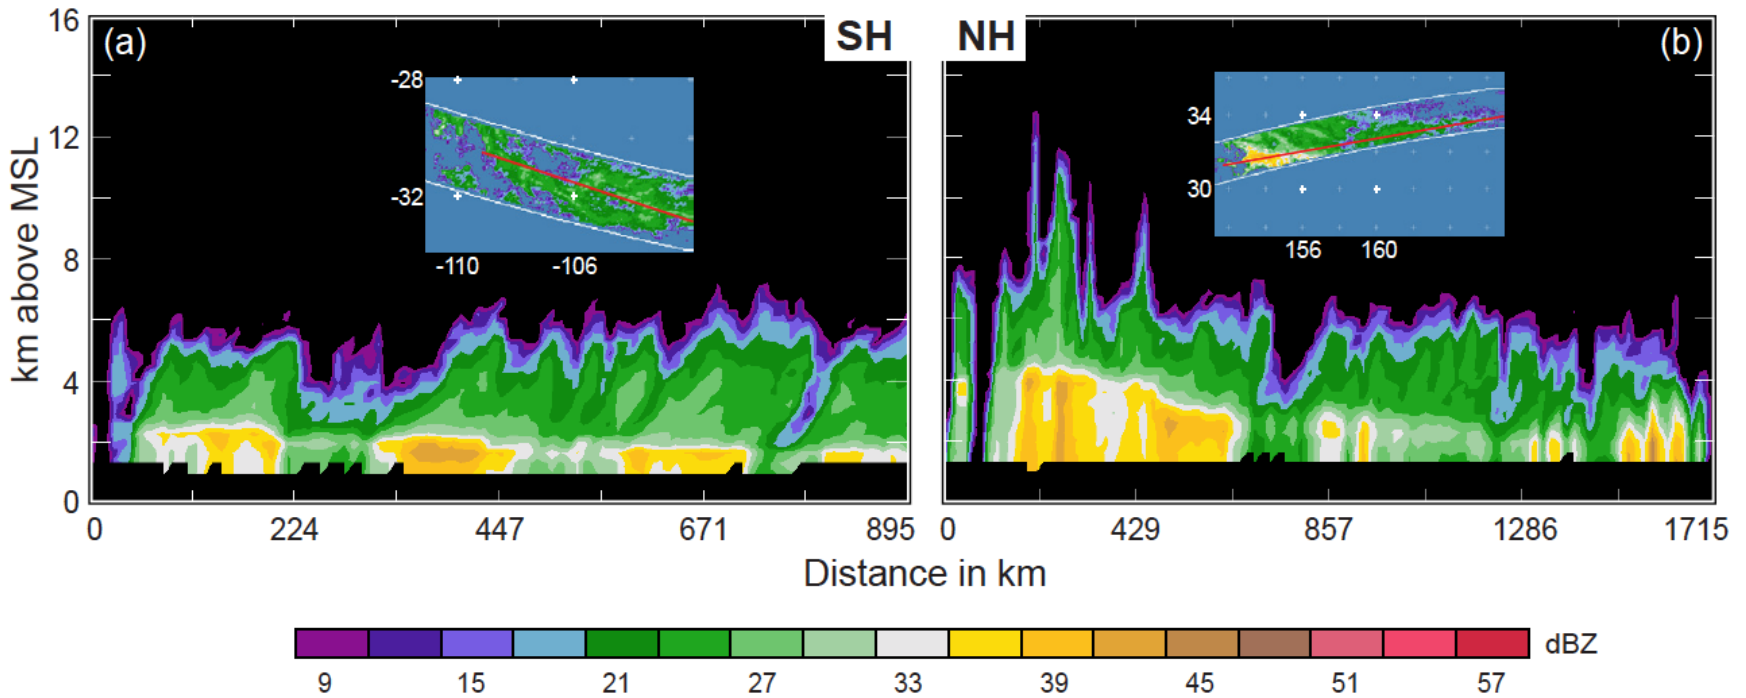 16
12
8
4
0
km above MSL
(a)
SH
-28
-32
-110 -106
0 224 447 671 895
NH
(b)
34
30
156 160
0 429 857 1286 1715
Distance in km
9 15 21 27 33 39 45 51 57
dBZ